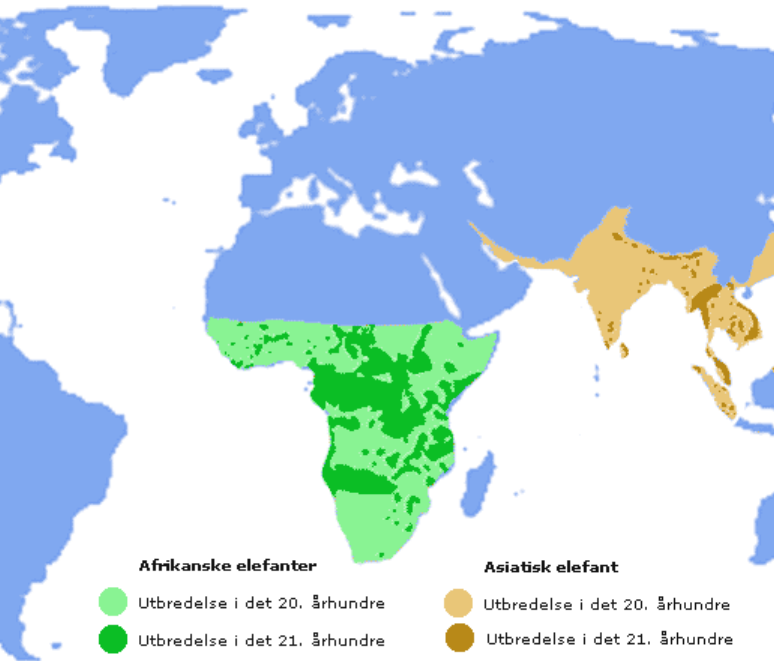 Afrikanske elefanter
Utbredelse i det 20. århundre
Utbredelse i det 21. århundre
Asiatisk elefant
Utbredelse i det 20. århundre
Utbredelse i det 21. århundre